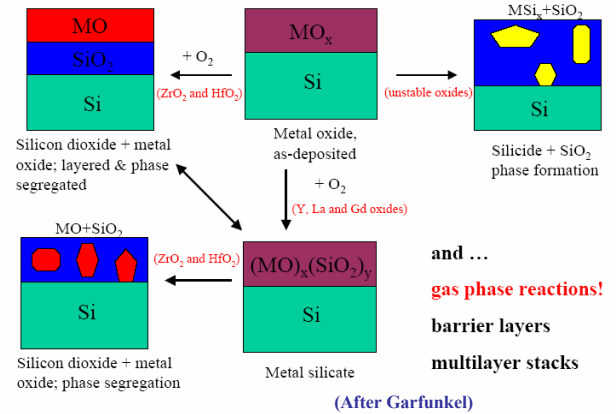 MO
SiO₂
Si
Silicon dioxide + metal
oxide; layered & phase
segregated
+ O₂
(ZrO₂ and HfO₂)
MOₓ
Si
Metal oxide,
as-deposited
(unstable oxides)
MSiₓ+SiO₂
Si
Silicide + SiO₂
phase formation
+ O₂
(Y, La and Gd oxides)
MO+SiO₂
Si
Silicon dioxide + metal
oxide; phase segregation
(ZrO₂ and HfO₂)
(MO)ₓ(SiO₂)ᵧ
Si
Metal silicate
and ...
gas phase reactions!
barrier layers
multilayer stacks
(After Garfunkel)